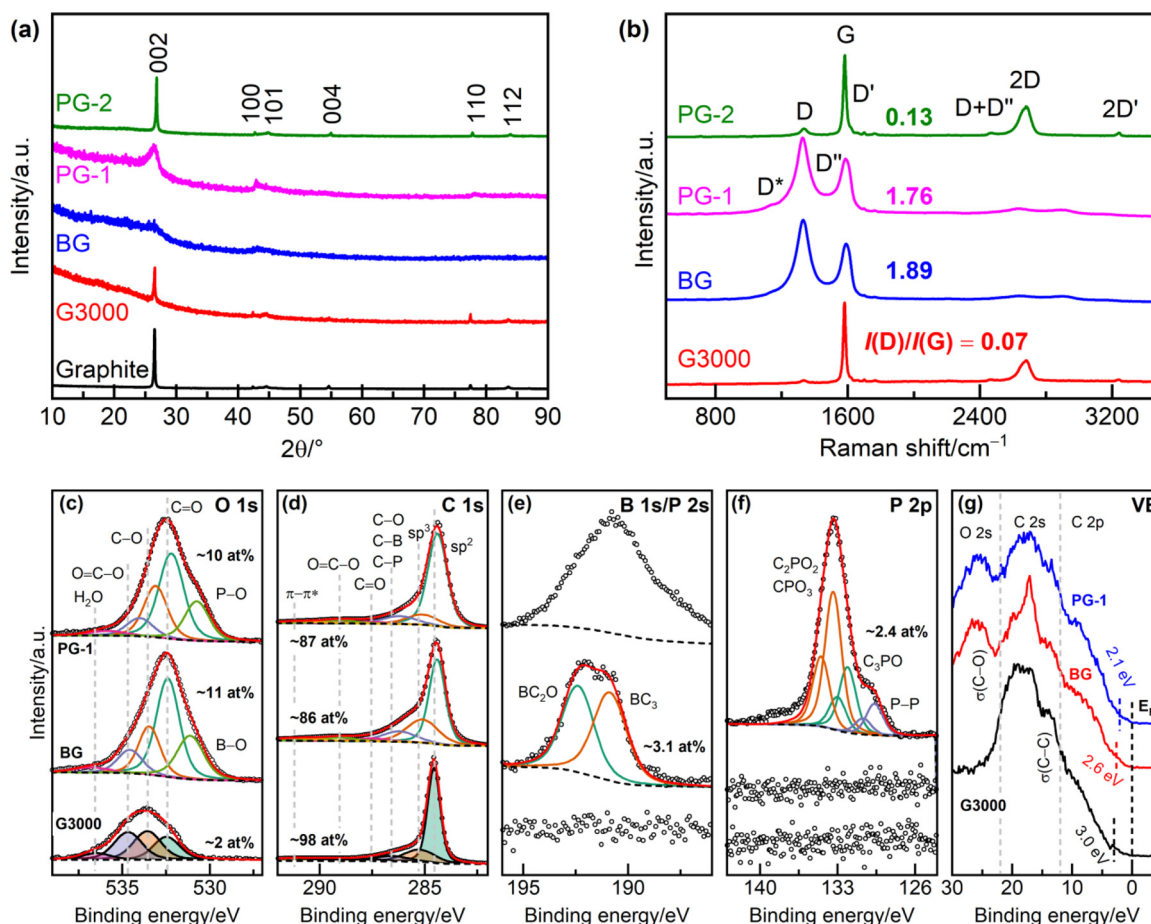 (a)
002
100
101
004
110
112
PG-2
PG-1
BG
G3000
Graphite
Intensity/a.u.
10 20 30 40 50 60 70 80 90
2θ/°
(b)
G
D'
D
0.13
D+D''
2D
2D'
PG-2
D''
D*
1.76
PG-1
BG
1.89
I(D)/I(G) = 0.07
G3000
Intensity/a.u.
800 1600 2400 3200
Raman shift/cm⁻¹
(c) O 1s
C=O
C–O
~10 at%
O=C–O
H₂O
P–O
PG-1
~11 at%
BG
B–O
G3000
~2 at%
Intensity/a.u.
535 530
Binding energy/eV
(d) C 1s
C–O
C–B
C–P
sp³
sp²
O=C–O
C=O
π–π*
~87 at%
~86 at%
~98 at%
290 285
Binding energy/eV
(e) B 1s/P 2s
BC₂O
BC₃
~3.1 at%
195 190
Binding energy/eV
(f) P 2p
C₂PO₂
CPO₃
~2.4 at%
C₃PO
P–P
140 133 126
Binding energy/eV
(g) VB
O 2s C 2s C 2p
PG-1
2.1 eV
BG
σ(C–O)
2.6 eV
σ(C–C)
G3000
3.0 eV
30 20 10 0
Binding energy/eV